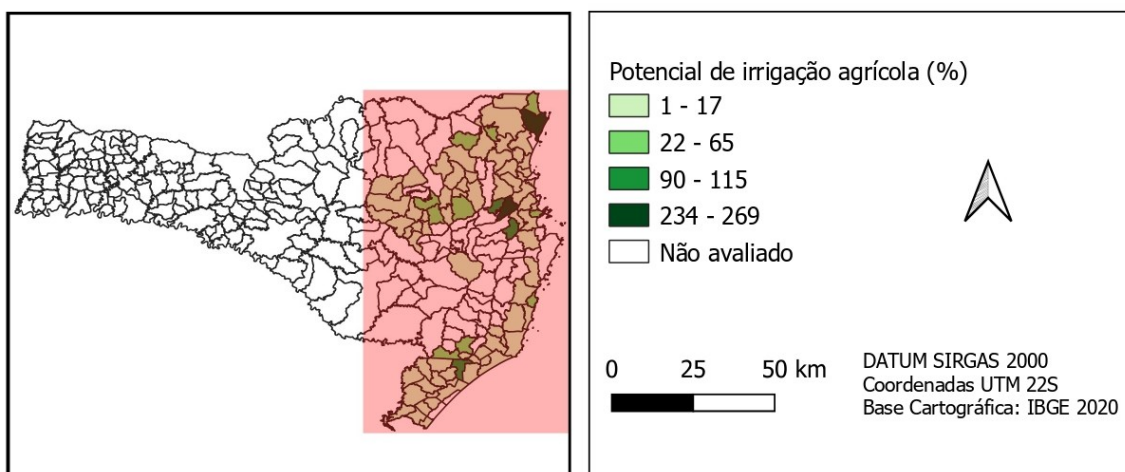 Potencial de irrigação agrícola (%)
1 - 17
22 - 65
90 - 115
234 - 269
Não avaliado
0 25 50 km
DATUM SIRGAS 2000
Coordenadas UTM 22S
Base Cartográfica: IBGE 2020